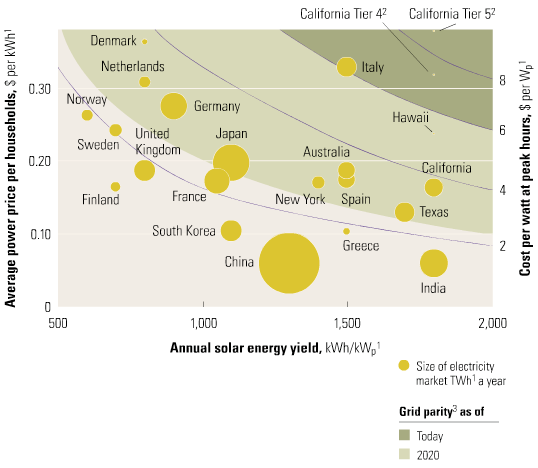 California Tier 4²
California Tier 5²
Average power price per households, $ per kWh¹
Cost per watt at peak hours, $ per Wp¹
0.30
0.20
0.10
0
8
6
4
2
Denmark
Netherlands
Norway
Germany
Italy
Hawaii
Sweden
United
Kingdom
Japan
Australia
California
Finland
France
New York
Spain
Texas
South Korea
Greece
China
India
500
1,000
1,500
2,000
Annual solar energy yield, kWh/kWp¹
Size of electricity
market TWh¹ a year
Grid parity³ as of
Today
2020